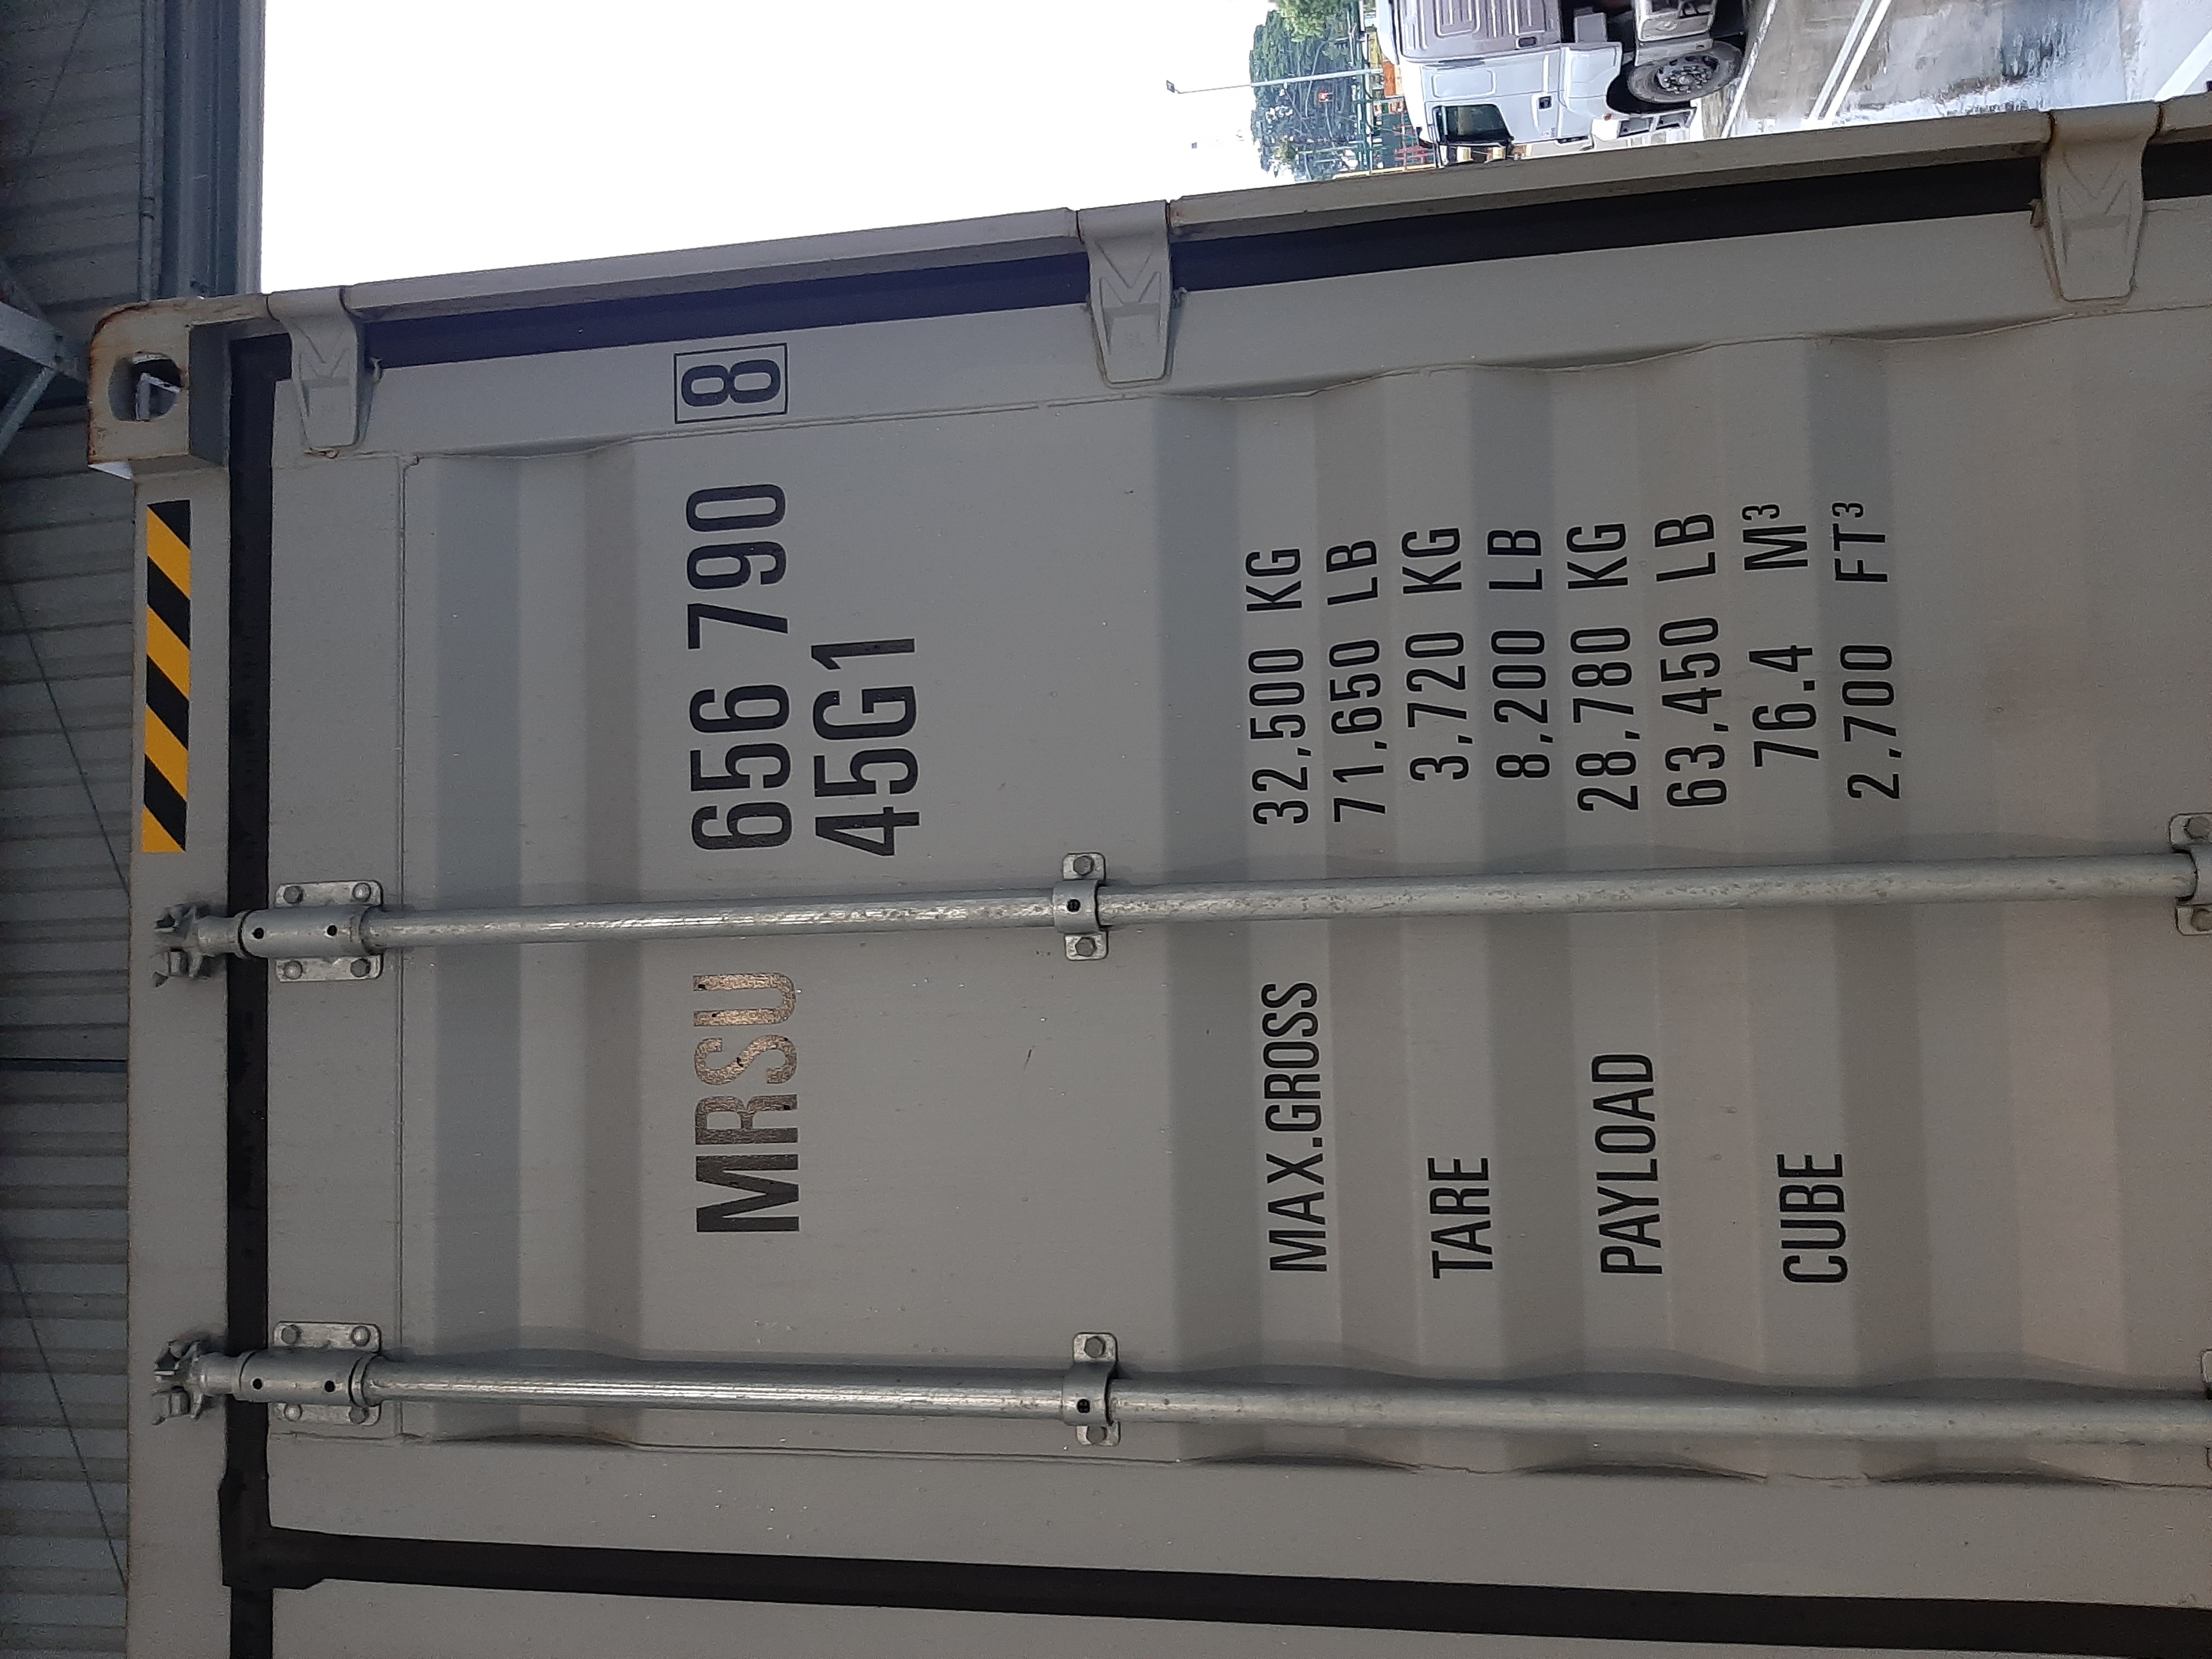 MRSU 656 790 8
45G1
MAX.GROSS 32,500 KG
71,650 LB
TARE 3,720 KG
8,200 LB
PAYLOAD 28,780 KG
63,450 LB
CUBE 76.4 M³
2,700 FT³